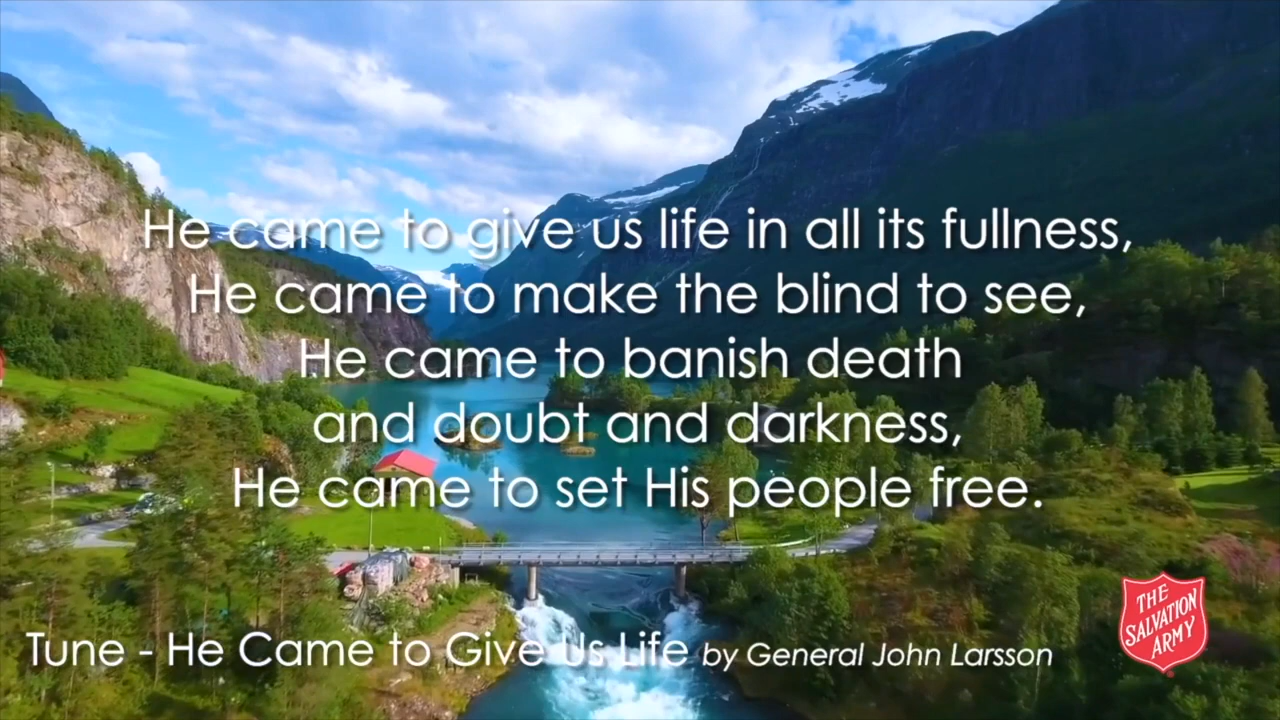 He came to give us life in all its fullness,
He came to make the blind to see,
He came to banish death
and doubt and darkness,
He came to set His people free.
Tune - He Came to Give Us Life by General John Larsson
THE
SALVATION
ARMY